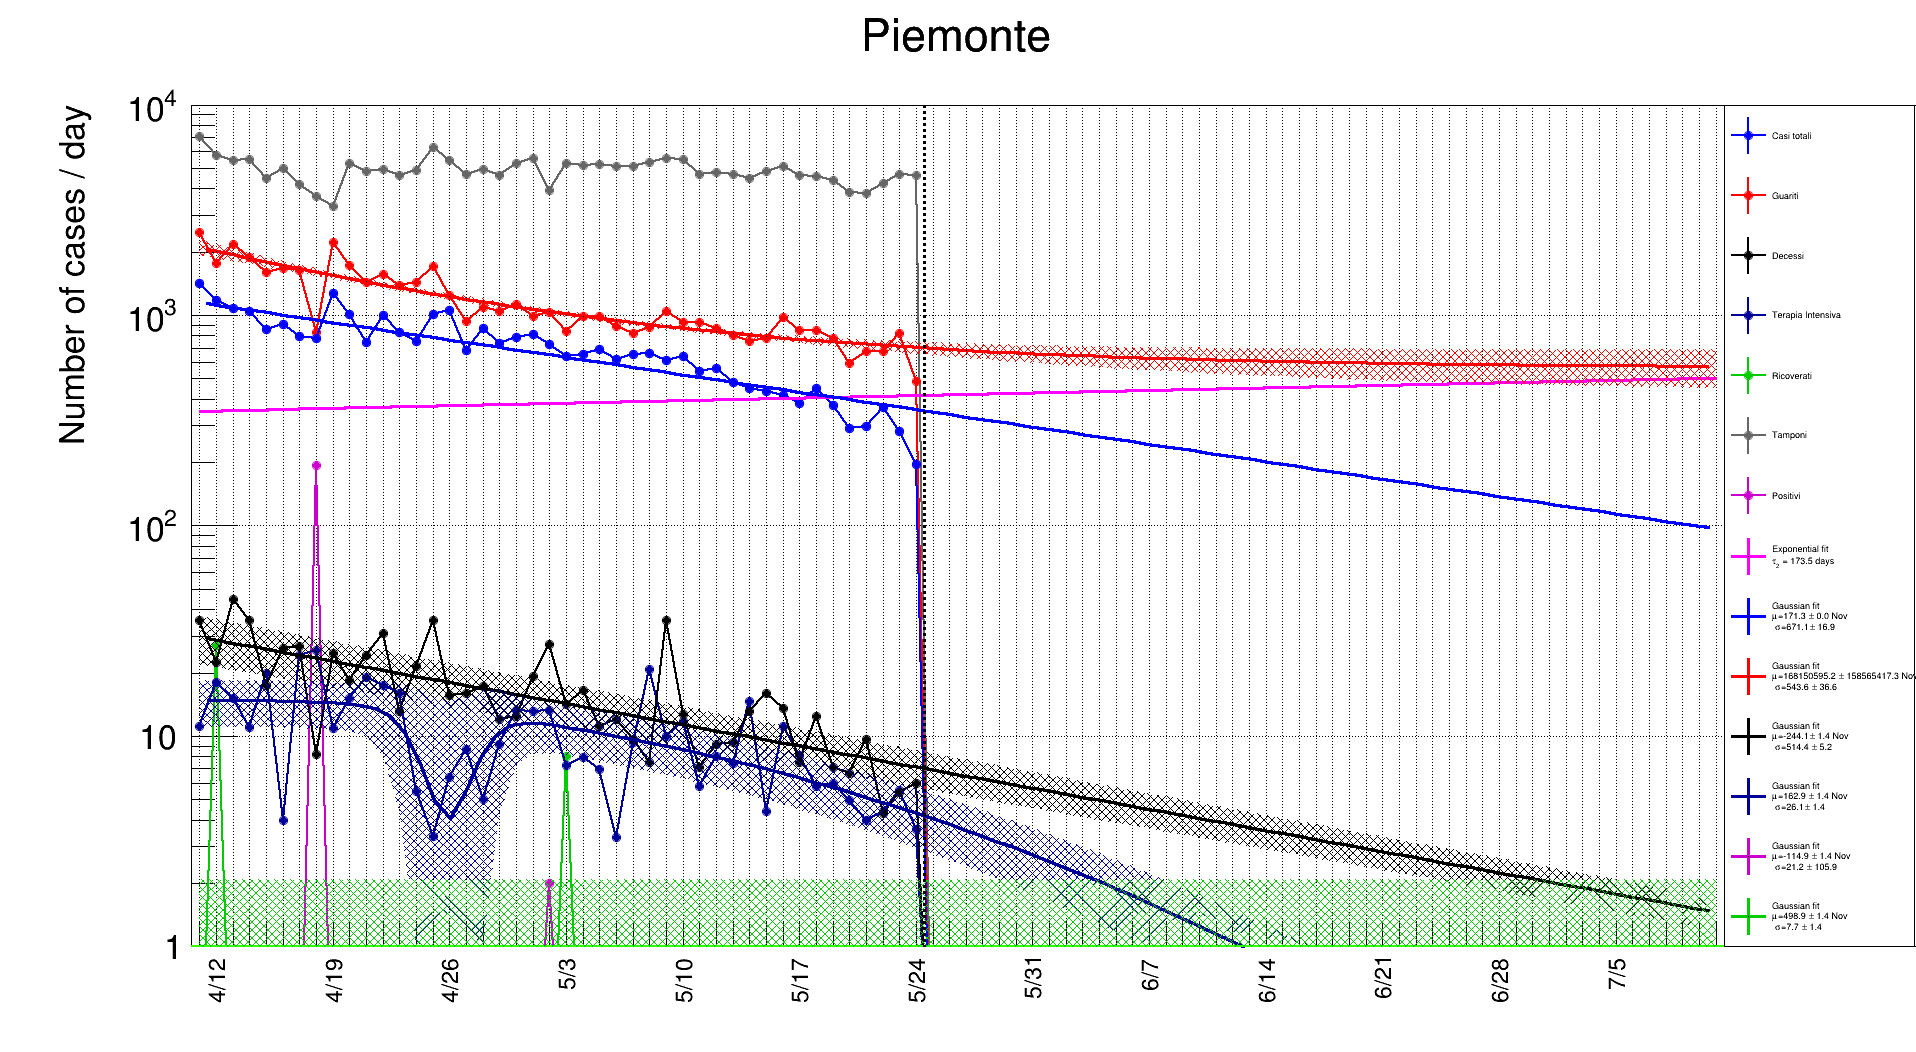 Piemonte
Number of cases / day
10⁴
10³
10²
10
1
4/12
4/19
4/26
5/3
5/10
5/17
5/24
5/31
6/7
6/14
6/21
6/28
7/5
Casi totali
Guariti
Decessi
Terapia Intensiva
Ricoverati
Tamponi
Positivi
Exponential fit
τ₂ = 173.5 days
Gaussian fit
μ=171.3 ± 0.0 Nov
σ=671.1± 16.9
Gaussian fit
μ=168150595.2 ± 158565417.3 Nov
σ=543.6 ± 36.6
Gaussian fit
μ=-244.1± 1.4 Nov
σ=514.4 ± 5.2
Gaussian fit
μ=162.9 ± 1.4 Nov
σ=26.1± 1.4
Gaussian fit
μ=-114.9 ± 1.4 Nov
σ=21.2 ± 105.9
Gaussian fit
μ=498.9 ± 1.4 Nov
σ=7.7 ± 1.4